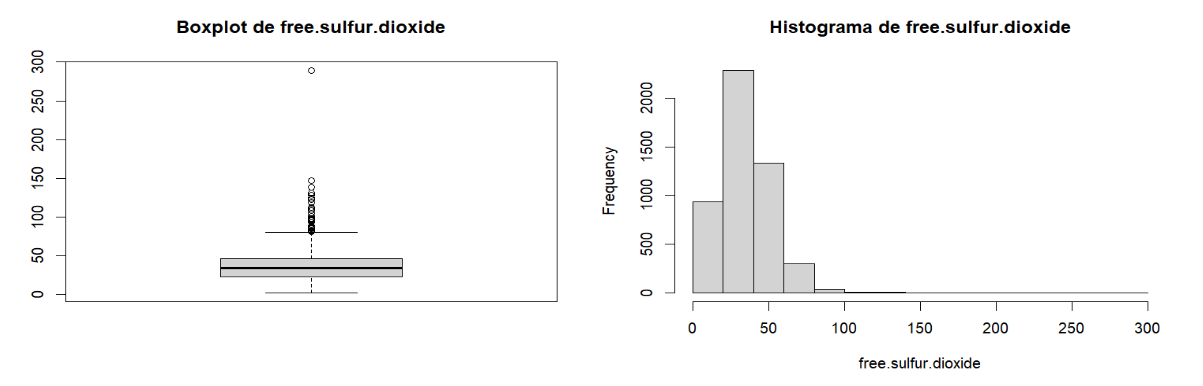 Boxplot de free.sulfur.dioxide
300
250
200
150
100
50
0
Histograma de free.sulfur.dioxide
Frequency
2000
1500
1000
500
0
0 50 100 150 200 250 300
free.sulfur.dioxide